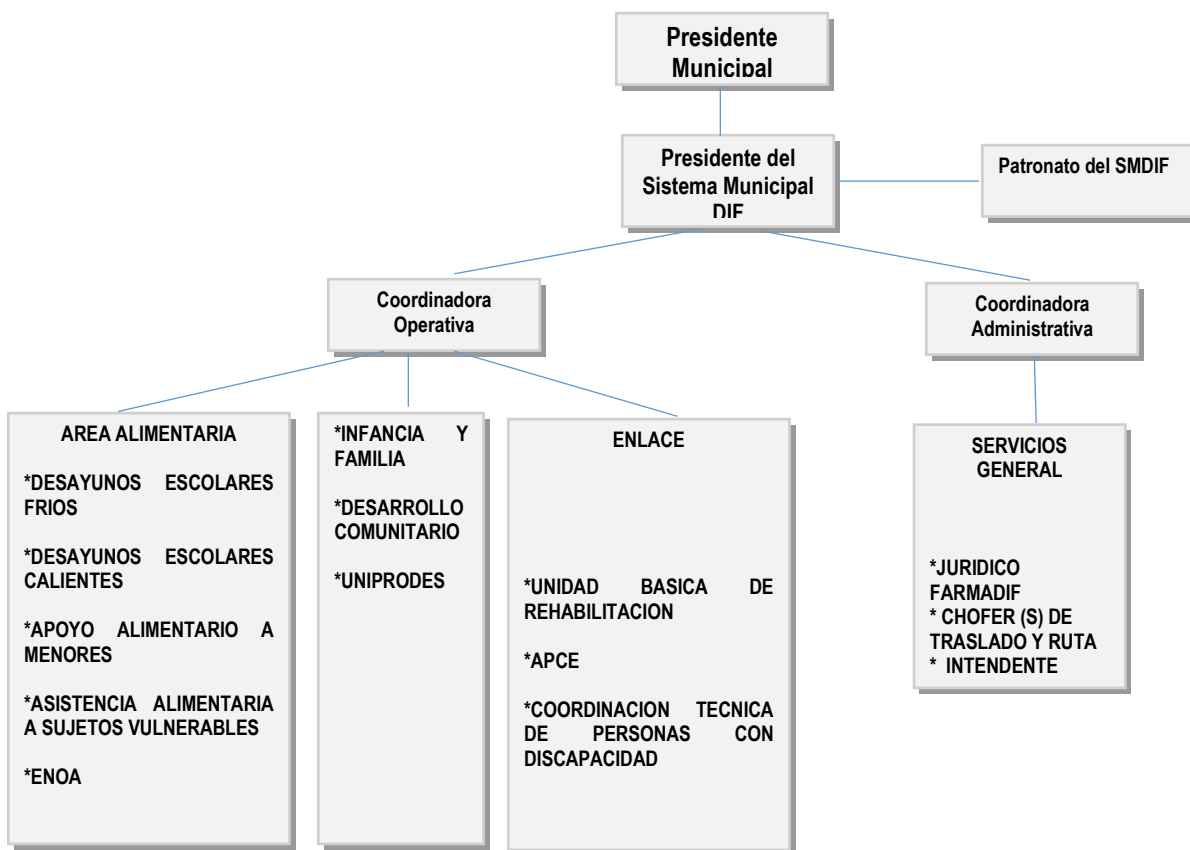 Presidente
Municipal
Presidente del
Sistema Municipal
DIF
Patronato del SMDIF
Coordinadora
Operativa
Coordinadora
Administrativa
AREA ALIMENTARIA
*DESAYUNOS ESCOLARES
FRIOS
*DESAYUNOS ESCOLARES
CALIENTES
*APOYO ALIMENTARIO A
MENORES
*ASISTENCIA ALIMENTARIA
A SUJETOS VULNERABLES
*ENOA
*INFANCIA Y
FAMILIA
*DESARROLLO
COMUNITARIO
*UNIPRODES
ENLACE
*UNIDAD BASICA DE
REHABILITACION
*APCE
*COORDINACION TECNICA
DE PERSONAS CON
DISCAPACIDAD
SERVICIOS
GENERAL
*JURIDICO
FARMADIF
* CHOFER (S) DE
TRASLADO Y RUTA
* INTENDENTE